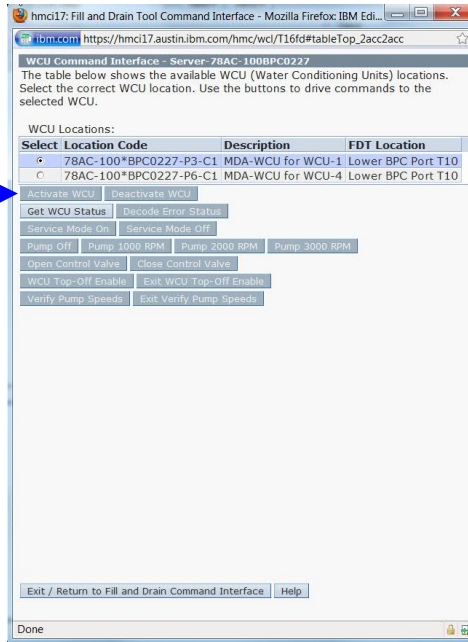 hmci17: Fill and Drain Tool Command Interface - Mozilla Firefox: IBM Edi...
ibm.com https://hmci17.austin.ibm.com/hmc/wcl/T16fd#tableTop_2acc2acc
WCU Command Interface - Server-78AC-100BPC0227
The table below shows the available WCU (Water Conditioning Units) locations.
Select the correct WCU location. Use the buttons to drive commands to the
selected WCU.
WCU Locations:
Select Location Code Description FDT Location
78AC-100*BPC0227-P3-C1 MDA-WCU for WCU-1 Lower BPC Port T10
78AC-100*BPC0227-P6-C1 MDA-WCU for WCU-4 Lower BPC Port T10
Activate WCU Deactivate WCU
Get WCU Status Decode Error Status
Service Mode On Service Mode Off
Pump Off Pump 1000 RPM Pump 2000 RPM Pump 3000 RPM
Open Control Valve Close Control Valve
WCU Top-Off Enable Exit WCU Top-Off Enable
Verify Pump Speeds Exit Verify Pump Speeds
Exit / Return to Fill and Drain Command Interface Help
Done